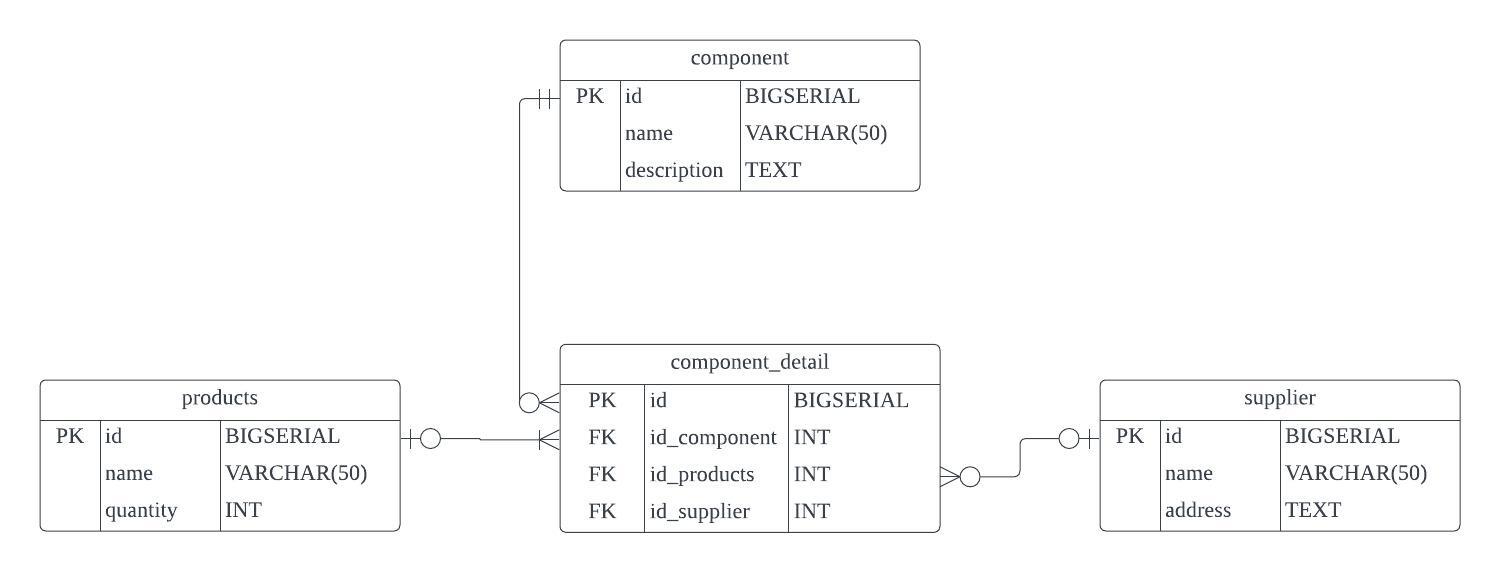 component
PK id BIGSERIAL
name VARCHAR(50)
description TEXT
component_detail
PK id BIGSERIAL
FK id_component INT
FK id_products INT
FK id_supplier INT
products
PK id BIGSERIAL
name VARCHAR(50)
quantity INT
supplier
PK id BIGSERIAL
name VARCHAR(50)
address TEXT